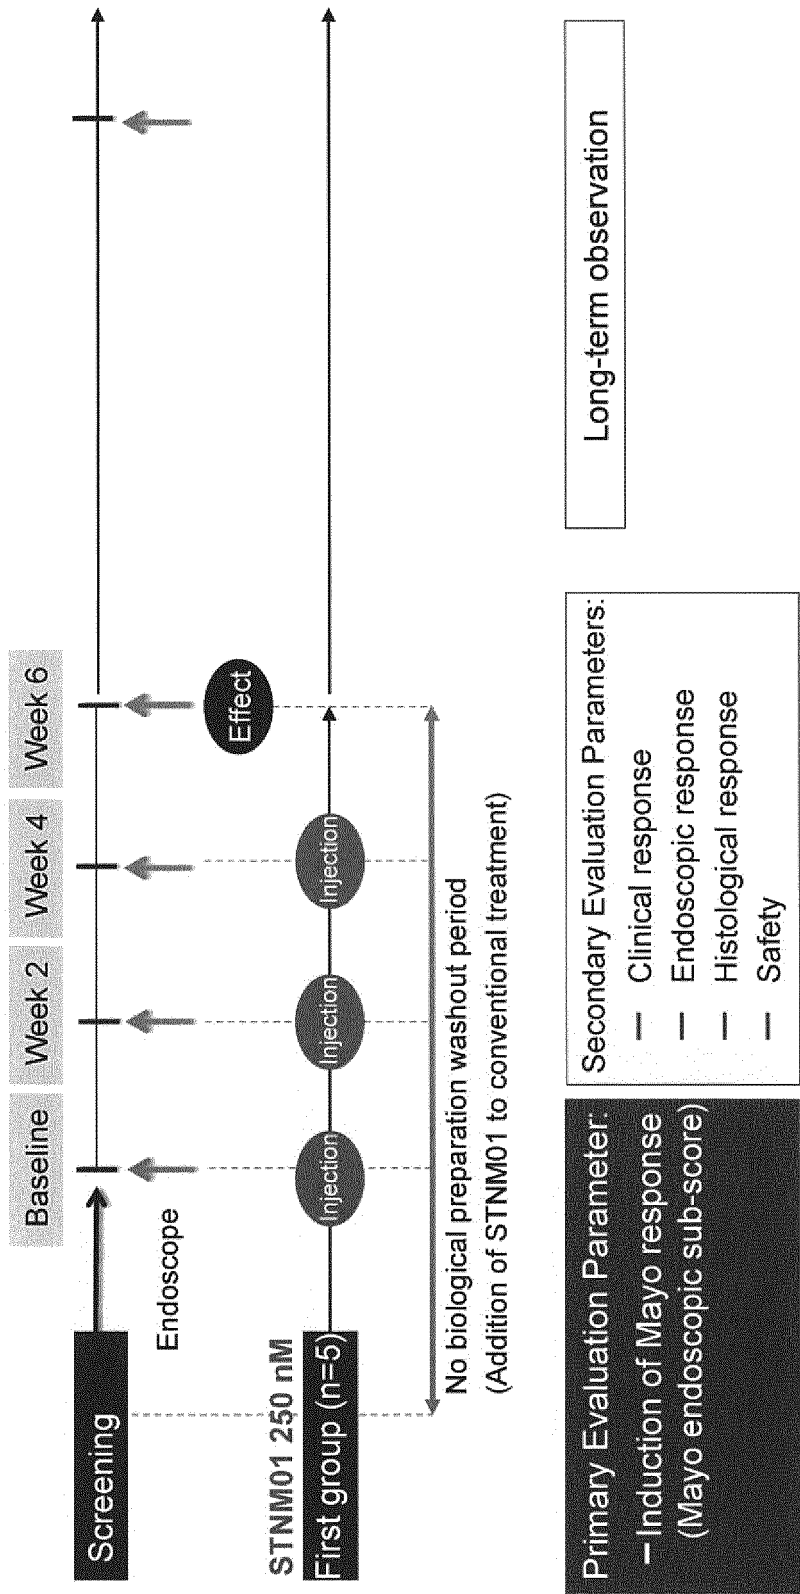 Baseline
Week 2
Week 4
Week 6
Screening
Endoscope
Effect
STNM01 250 nM
First group (n=5)
Injection
Injection
Injection
No biological preparation washout period
(Addition of STNM01 to conventional treatment)
Primary Evaluation Parameter:
– Induction of Mayo response
(Mayo endoscopic sub-score)
Secondary Evaluation Parameters:
– Clinical response
– Endoscopic response
– Histological response
– Safety
Long-term observation